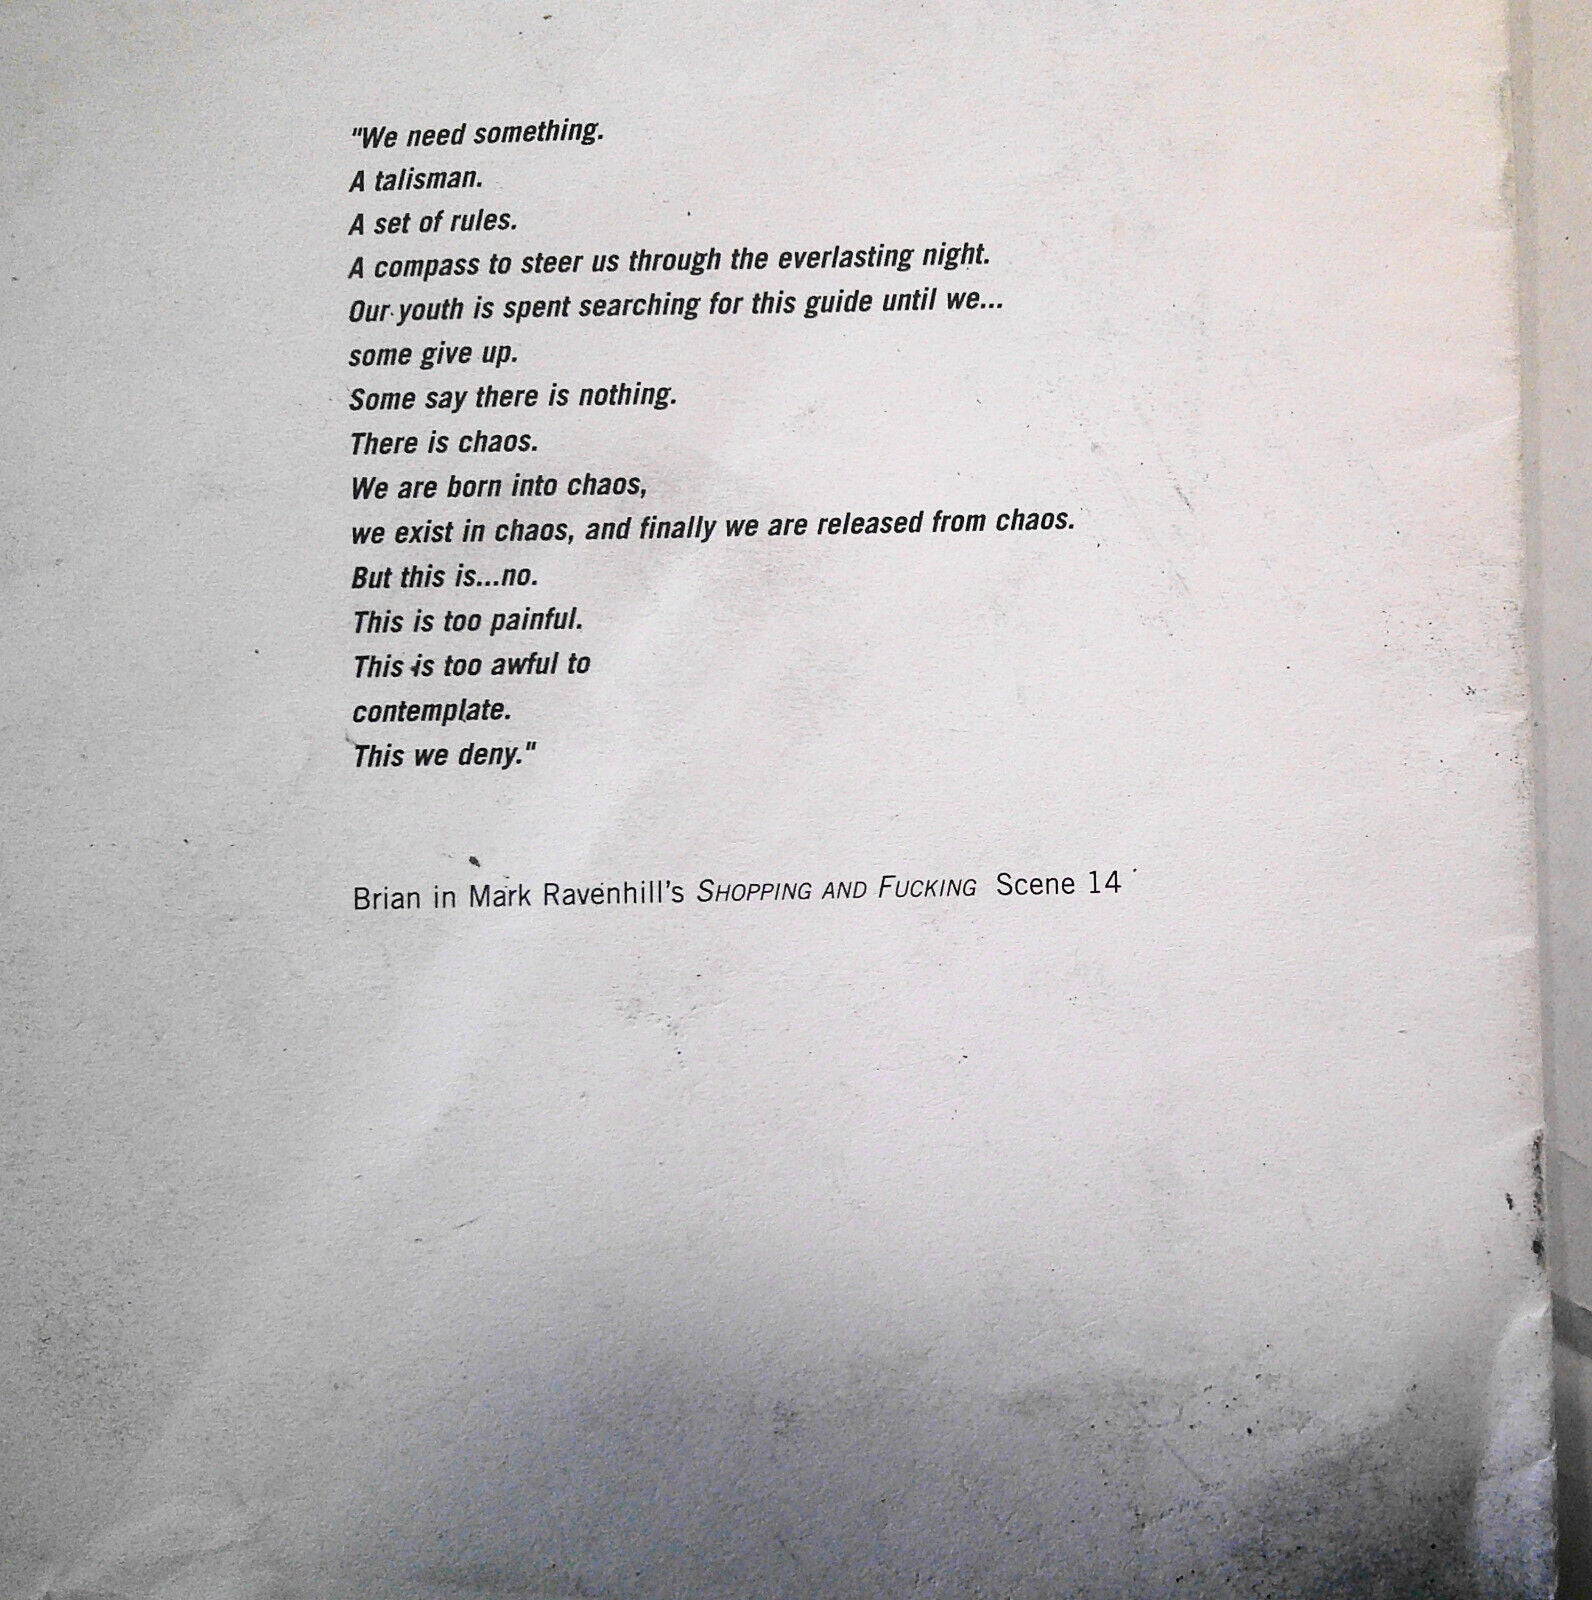 "We need something.
A talisman.
A set of rules.
A compass to steer us through the everlasting night.
Our youth is spent searching for this guide until we...
some give up.
Some say there is nothing.
There is chaos.
We are born into chaos,
we exist in chaos, and finally we are released from chaos.
But this is...no.
This is too painful.
This is too awful to
contemplate.
This we deny."
Brian in Mark Ravenhill's SHOPPING AND FUCKING Scene 14